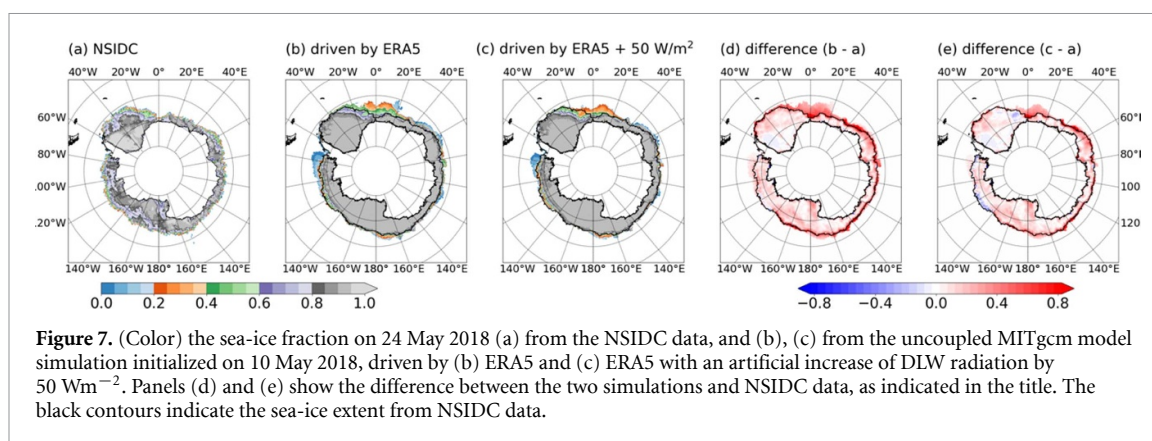 (a) NSIDC (b) driven by ERA5 (c) driven by ERA5 + 50 W/m² (d) difference (b - a) (e) difference (c - a)
40°W 20°W 0° 20°E 40°E 40°W 20°W 0° 20°E 40°E 40°W 20°W 0° 20°E 40°E 40°W 20°W 0° 20°E 40°E 40°W 20°W 0° 20°E 40°E
60°W 60°W 60°W 60°W 60°I
80°W 80°W 80°W 80°W 80°I
.00°W 100
.20°W 120
140°W 160°W 180° 160°E 140°E 140°W 160°W 180° 160°E 140°E 140°W 160°W 180° 160°E 140°E 140°W 160°W 180° 160°E 140°E 140°W 160°W 180° 160°E 140°E
0.0 0.2 0.4 0.6 0.8 1.0 −0.8 −0.4 0.0 0.4 0.8
Figure 7. (Color) the sea-ice fraction on 24 May 2018 (a) from the NSIDC data, and (b), (c) from the uncoupled MITgcm model
simulation initialized on 10 May 2018, driven by (b) ERA5 and (c) ERA5 with an artificial increase of DLW radiation by
50 Wm−2. Panels (d) and (e) show the difference between the two simulations and NSIDC data, as indicated in the title. The
black contours indicate the sea-ice extent from NSIDC data.